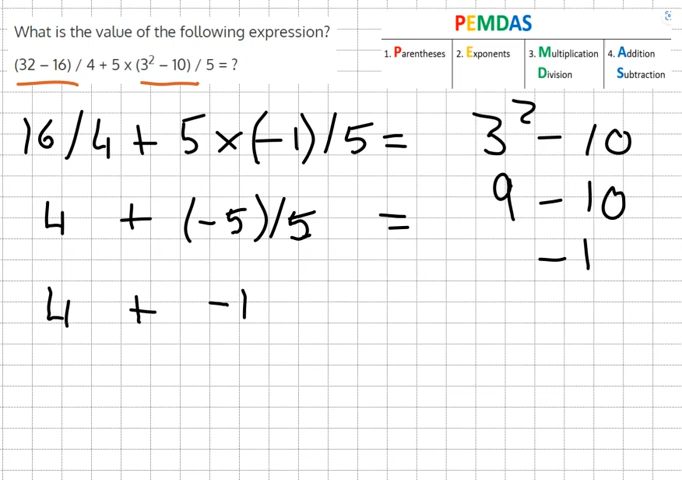 What is the value of the following expression?
(32 – 16) / 4 + 5 x (3² – 10) / 5 = ?
PEMDAS
1. Parentheses
2. Exponents
3. Multiplication
Division
4. Addition
Subtraction
16 / 4 + 5 x (-1) / 5 =
3² - 10
4 + (-5) / 5 =
9 - 10
- 1
4 + -1